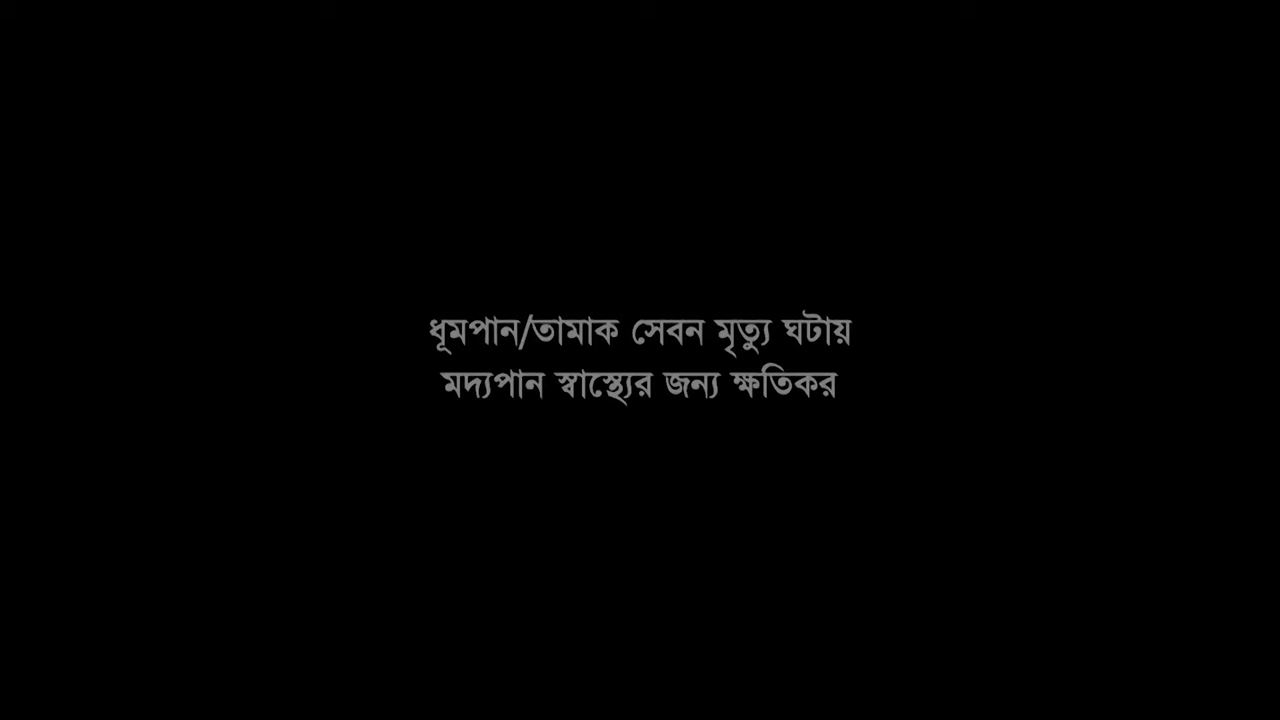 ধূমপান/তামাক সেবন মৃত্যু ঘটায়
মদ্যপান স্বাস্থ্যের জন্য ক্ষতিকর